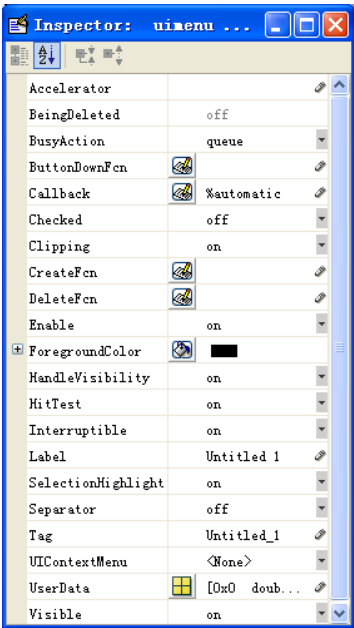 Inspector: uimenu ...
Accelerator
BeingDeleted off
BusyAction queue
ButtonDownFcn
Callback %automatic
Checked off
Clipping on
CreateFcn
DeleteFcn
Enable on
ForegroundColor
HandleVisibility on
HitTest on
Interruptible on
Label Untitled 1
SelectionHighlight on
Separator off
Tag Untitled_1
UIContextMenu <None>
UserData [0x0 doub...
Visible on